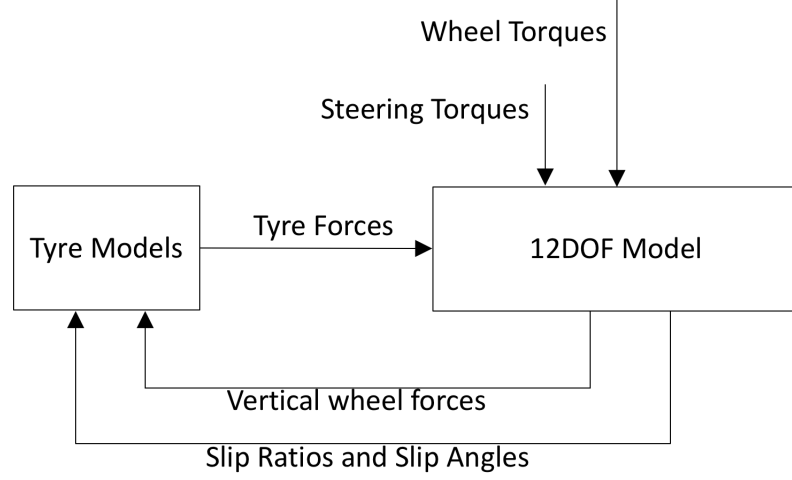 Wheel Torques
Steering Torques
Tyre Forces
Tyre Models
12DOF Model
Vertical wheel forces
Slip Ratios and Slip Angles